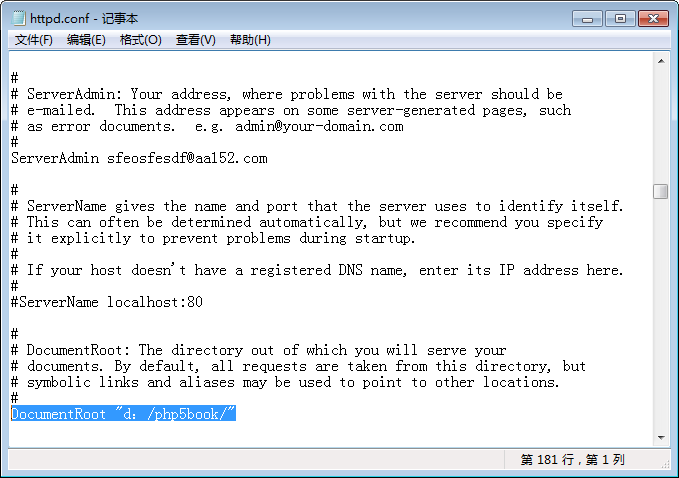 httpd.conf - 记事本
文件(F) 编辑(E) 格式(O) 查看(V) 帮助(H)
#
# ServerAdmin: Your address, where problems with the server should be
# e-mailed.  This address appears on some server-generated pages, such
# as error documents.  e.g. admin@your-domain.com
#
ServerAdmin sfeosfesdf@aa152.com
#
# ServerName gives the name and port that the server uses to identify itself.
# This can often be determined automatically, but we recommend you specify
# it explicitly to prevent problems during startup.
#
# If your host doesn't have a registered DNS name, enter its IP address here.
#
#ServerName localhost:80
#
# DocumentRoot: The directory out of which you will serve your
# documents. By default, all requests are taken from this directory, but
# symbolic links and aliases may be used to point to other locations.
#
DocumentRoot "d：/php5book/"
第 181 行，第 1 列